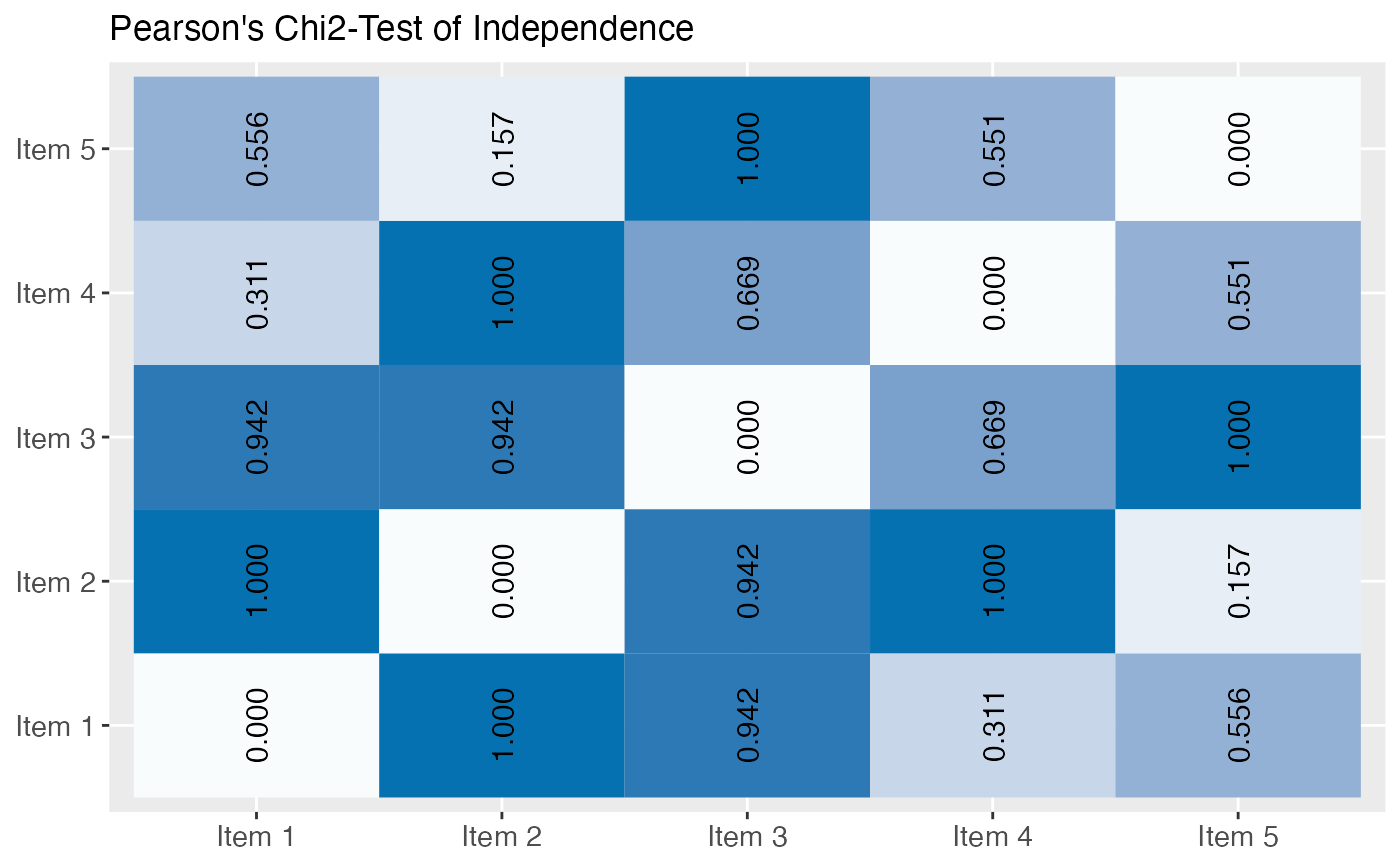 Pearson's Chi2-Test of Independence
Item 5 0.556 0.157 1.000 0.551 0.000
Item 4 0.311 1.000 0.669 0.000 0.551
Item 3 0.942 0.942 0.000 0.669 1.000
Item 2 1.000 0.000 0.942 1.000 0.157
Item 1 0.000 1.000 0.942 0.311 0.556
Item 1 Item 2 Item 3 Item 4 Item 5